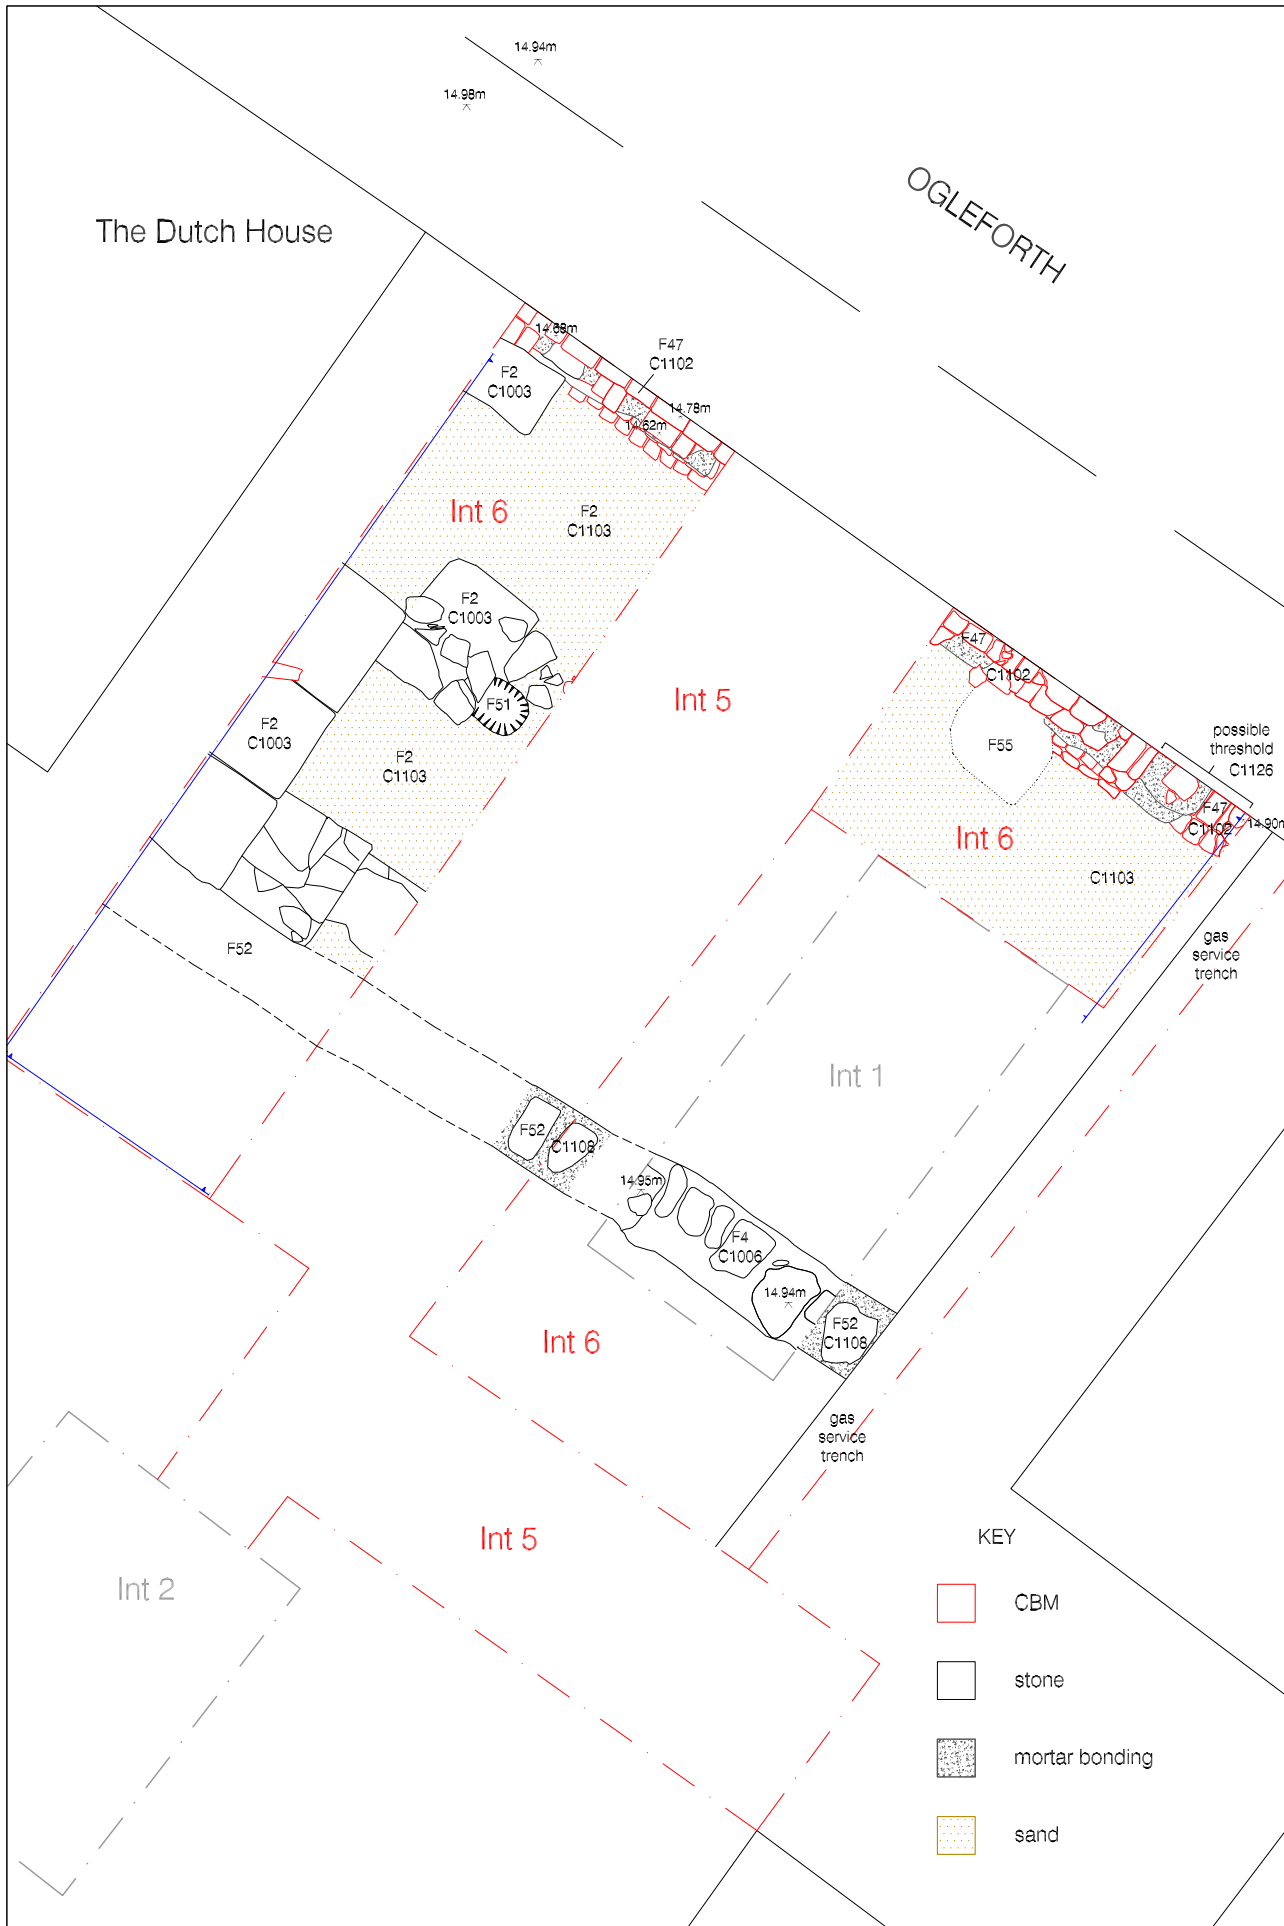 14.94m
14.98m
OGLEFORTH
The Dutch House
14.68m
F47
C1102
F2
C1003
14.78m
14.62m
Int 6
F2
C1103
F2
C1003
F47
C1102
Int 5
F51
F2
C1003
F55
possible
threshold
C1126
F2
C1103
F47
C1102
14.90m
Int 6
C1103
F52
gas
service
trench
Int 1
F52
C1108
14.95m
F4
C1006
14.94m
F52
C1108
Int 6
gas
service
trench
Int 5
KEY
Int 2
CBM
stone
mortar bonding
sand